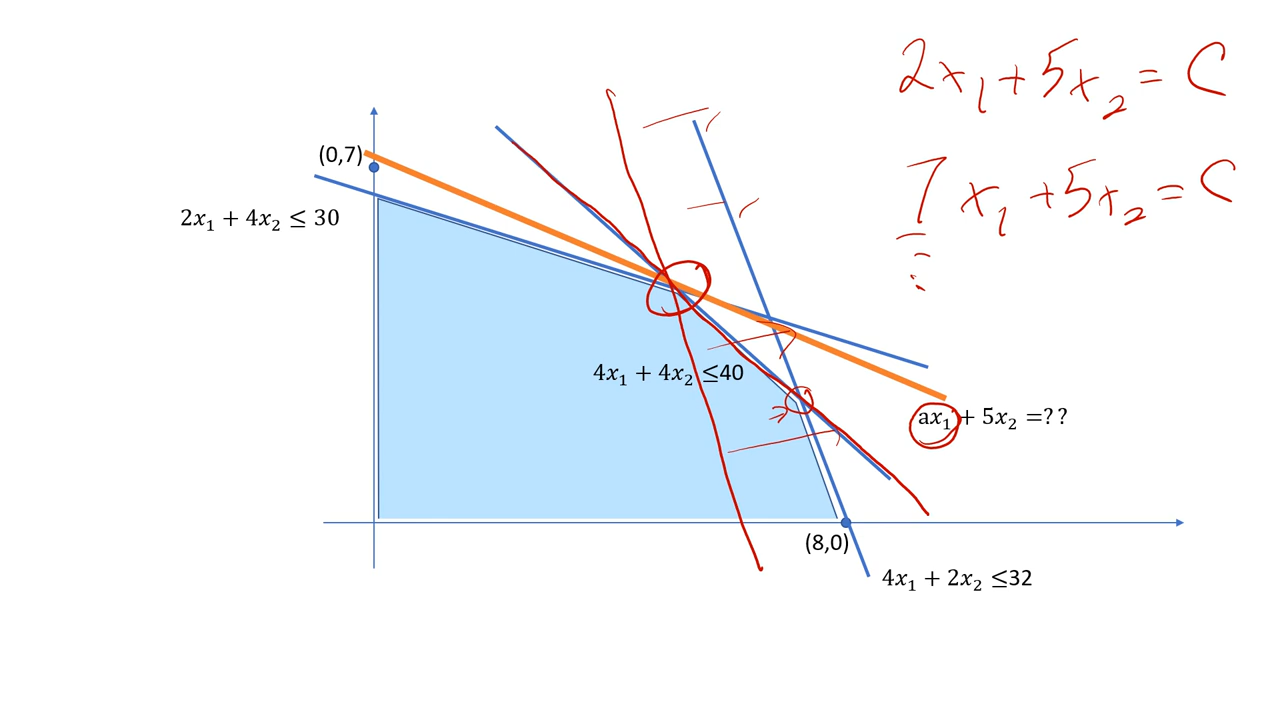 2x₁ + 5x₂ = C
(0,7)
7x₁ + 5x₂ = C
2x₁ + 4x₂ ≤ 30
4x₁ + 4x₂ ≤40
ax₁ + 5x₂ =??
(8,0)
4x₁ + 2x₂ ≤32